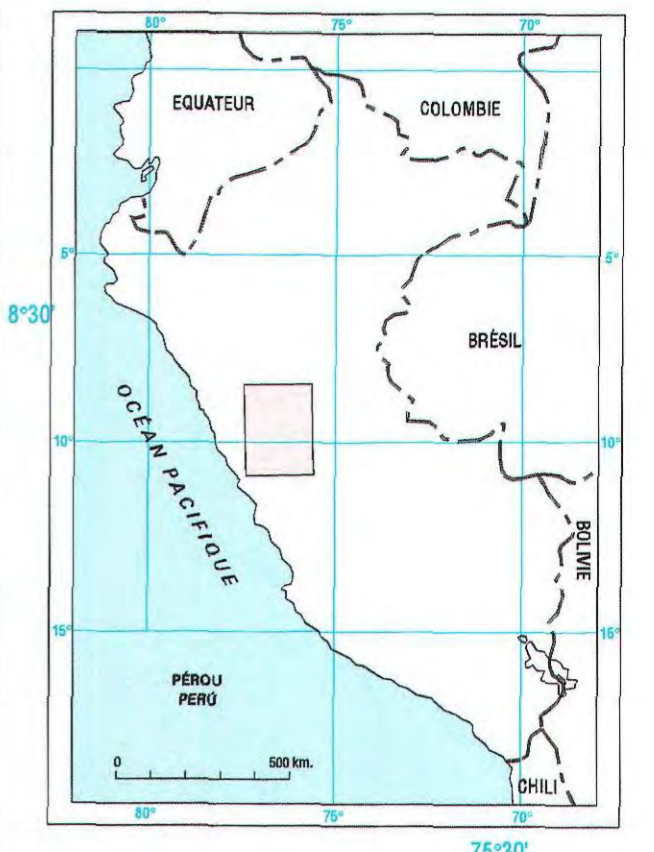 80° 75° 70°
EQUATEUR
COLOMBIE
5° 5°
8°30'
BRÉSIL
OCÉAN PACIFIQUE
10° 10°
BOLIVIE
15° 15°
PÉROU
PERÚ
0 500 km.
CHILI
80° 75° 70°
75°30'